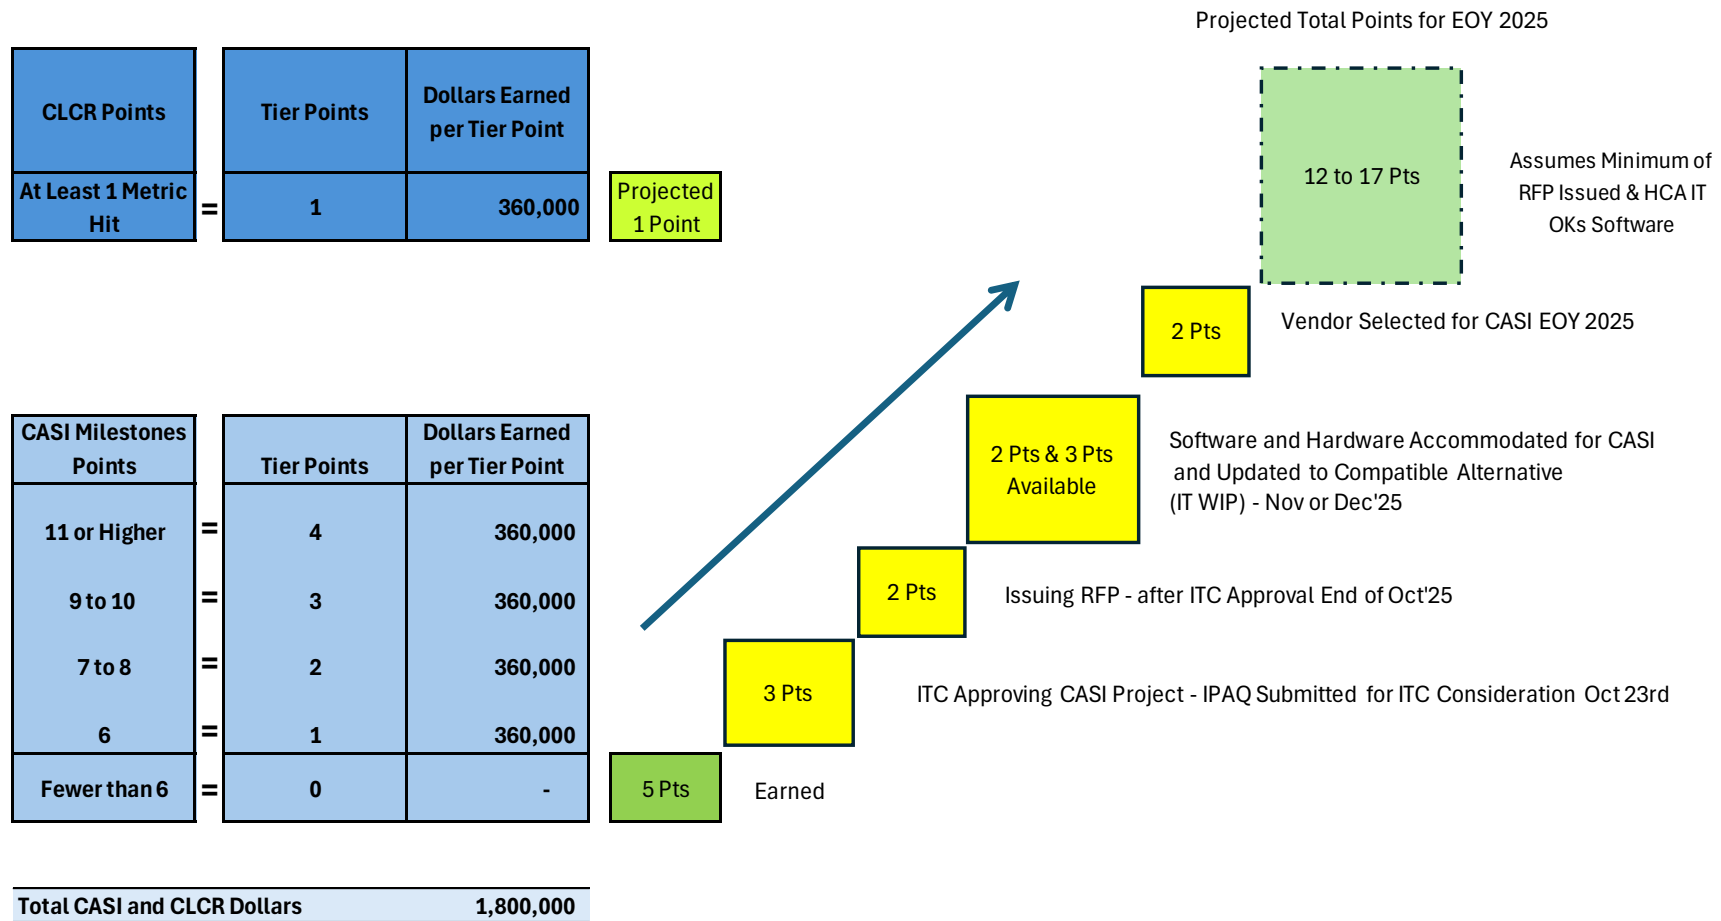 Projected Total Points for EOY 2025
CLCR Points
Tier Points
Dollars Earned
per Tier Point
At Least 1 Metric
Hit
=
1
360,000
Projected
1 Point
12 to 17 Pts
Assumes Minimum of
RFP Issued & HCA IT
OKs Software
2 Pts
Vendor Selected for CASI EOY 2025
CASI Milestones
Points
Tier Points
Dollars Earned
per Tier Point
11 or Higher
=
4
360,000
9 to 10
=
3
360,000
7 to 8
=
2
360,000
6
=
1
360,000
Fewer than 6
=
0
-
2 Pts & 3 Pts
Available
Software and Hardware Accommodated for CASI
and Updated to Compatible Alternative
(IT WIP) - Nov or Dec'25
2 Pts
Issuing RFP - after ITC Approval End of Oct'25
3 Pts
ITC Approving CASI Project - IPAQ Submitted for ITC Consideration Oct 23rd
5 Pts
Earned
Total CASI and CLCR Dollars 1,800,000